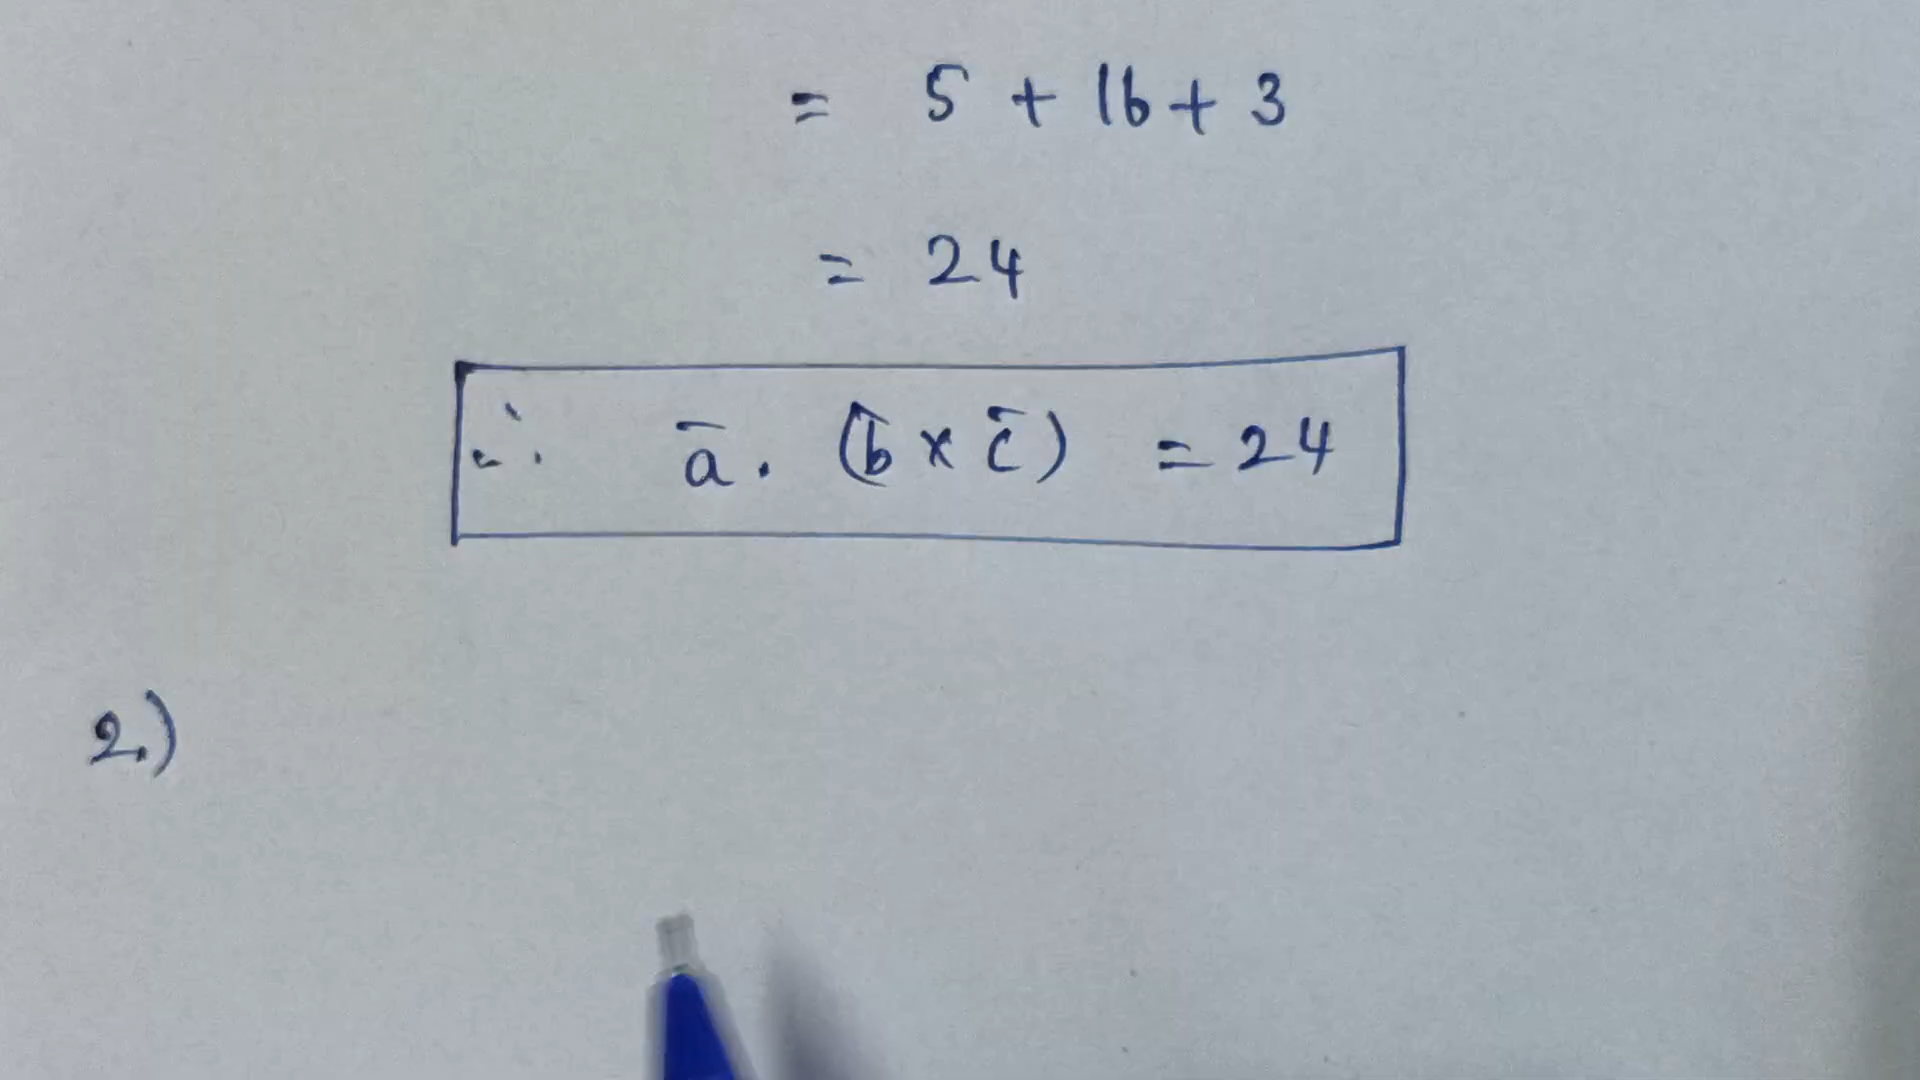 = 5 + 16 + 3
= 24
∴ a̅ . (b̅ × c̅) = 24
2.)